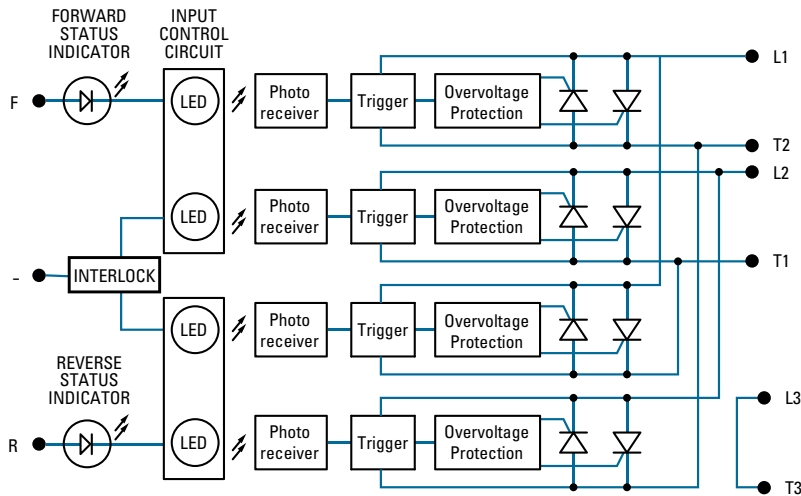 FORWARD
STATUS
INDICATOR
INPUT
CONTROL
CIRCUIT
F
LED
Photo
receiver
Trigger
Overvoltage
Protection
L1
T2
L2
LED
Photo
receiver
Trigger
Overvoltage
Protection
T1
-
INTERLOCK
LED
Photo
receiver
Trigger
Overvoltage
Protection
REVERSE
STATUS
INDICATOR
L3
R
LED
Photo
receiver
Trigger
Overvoltage
Protection
T3